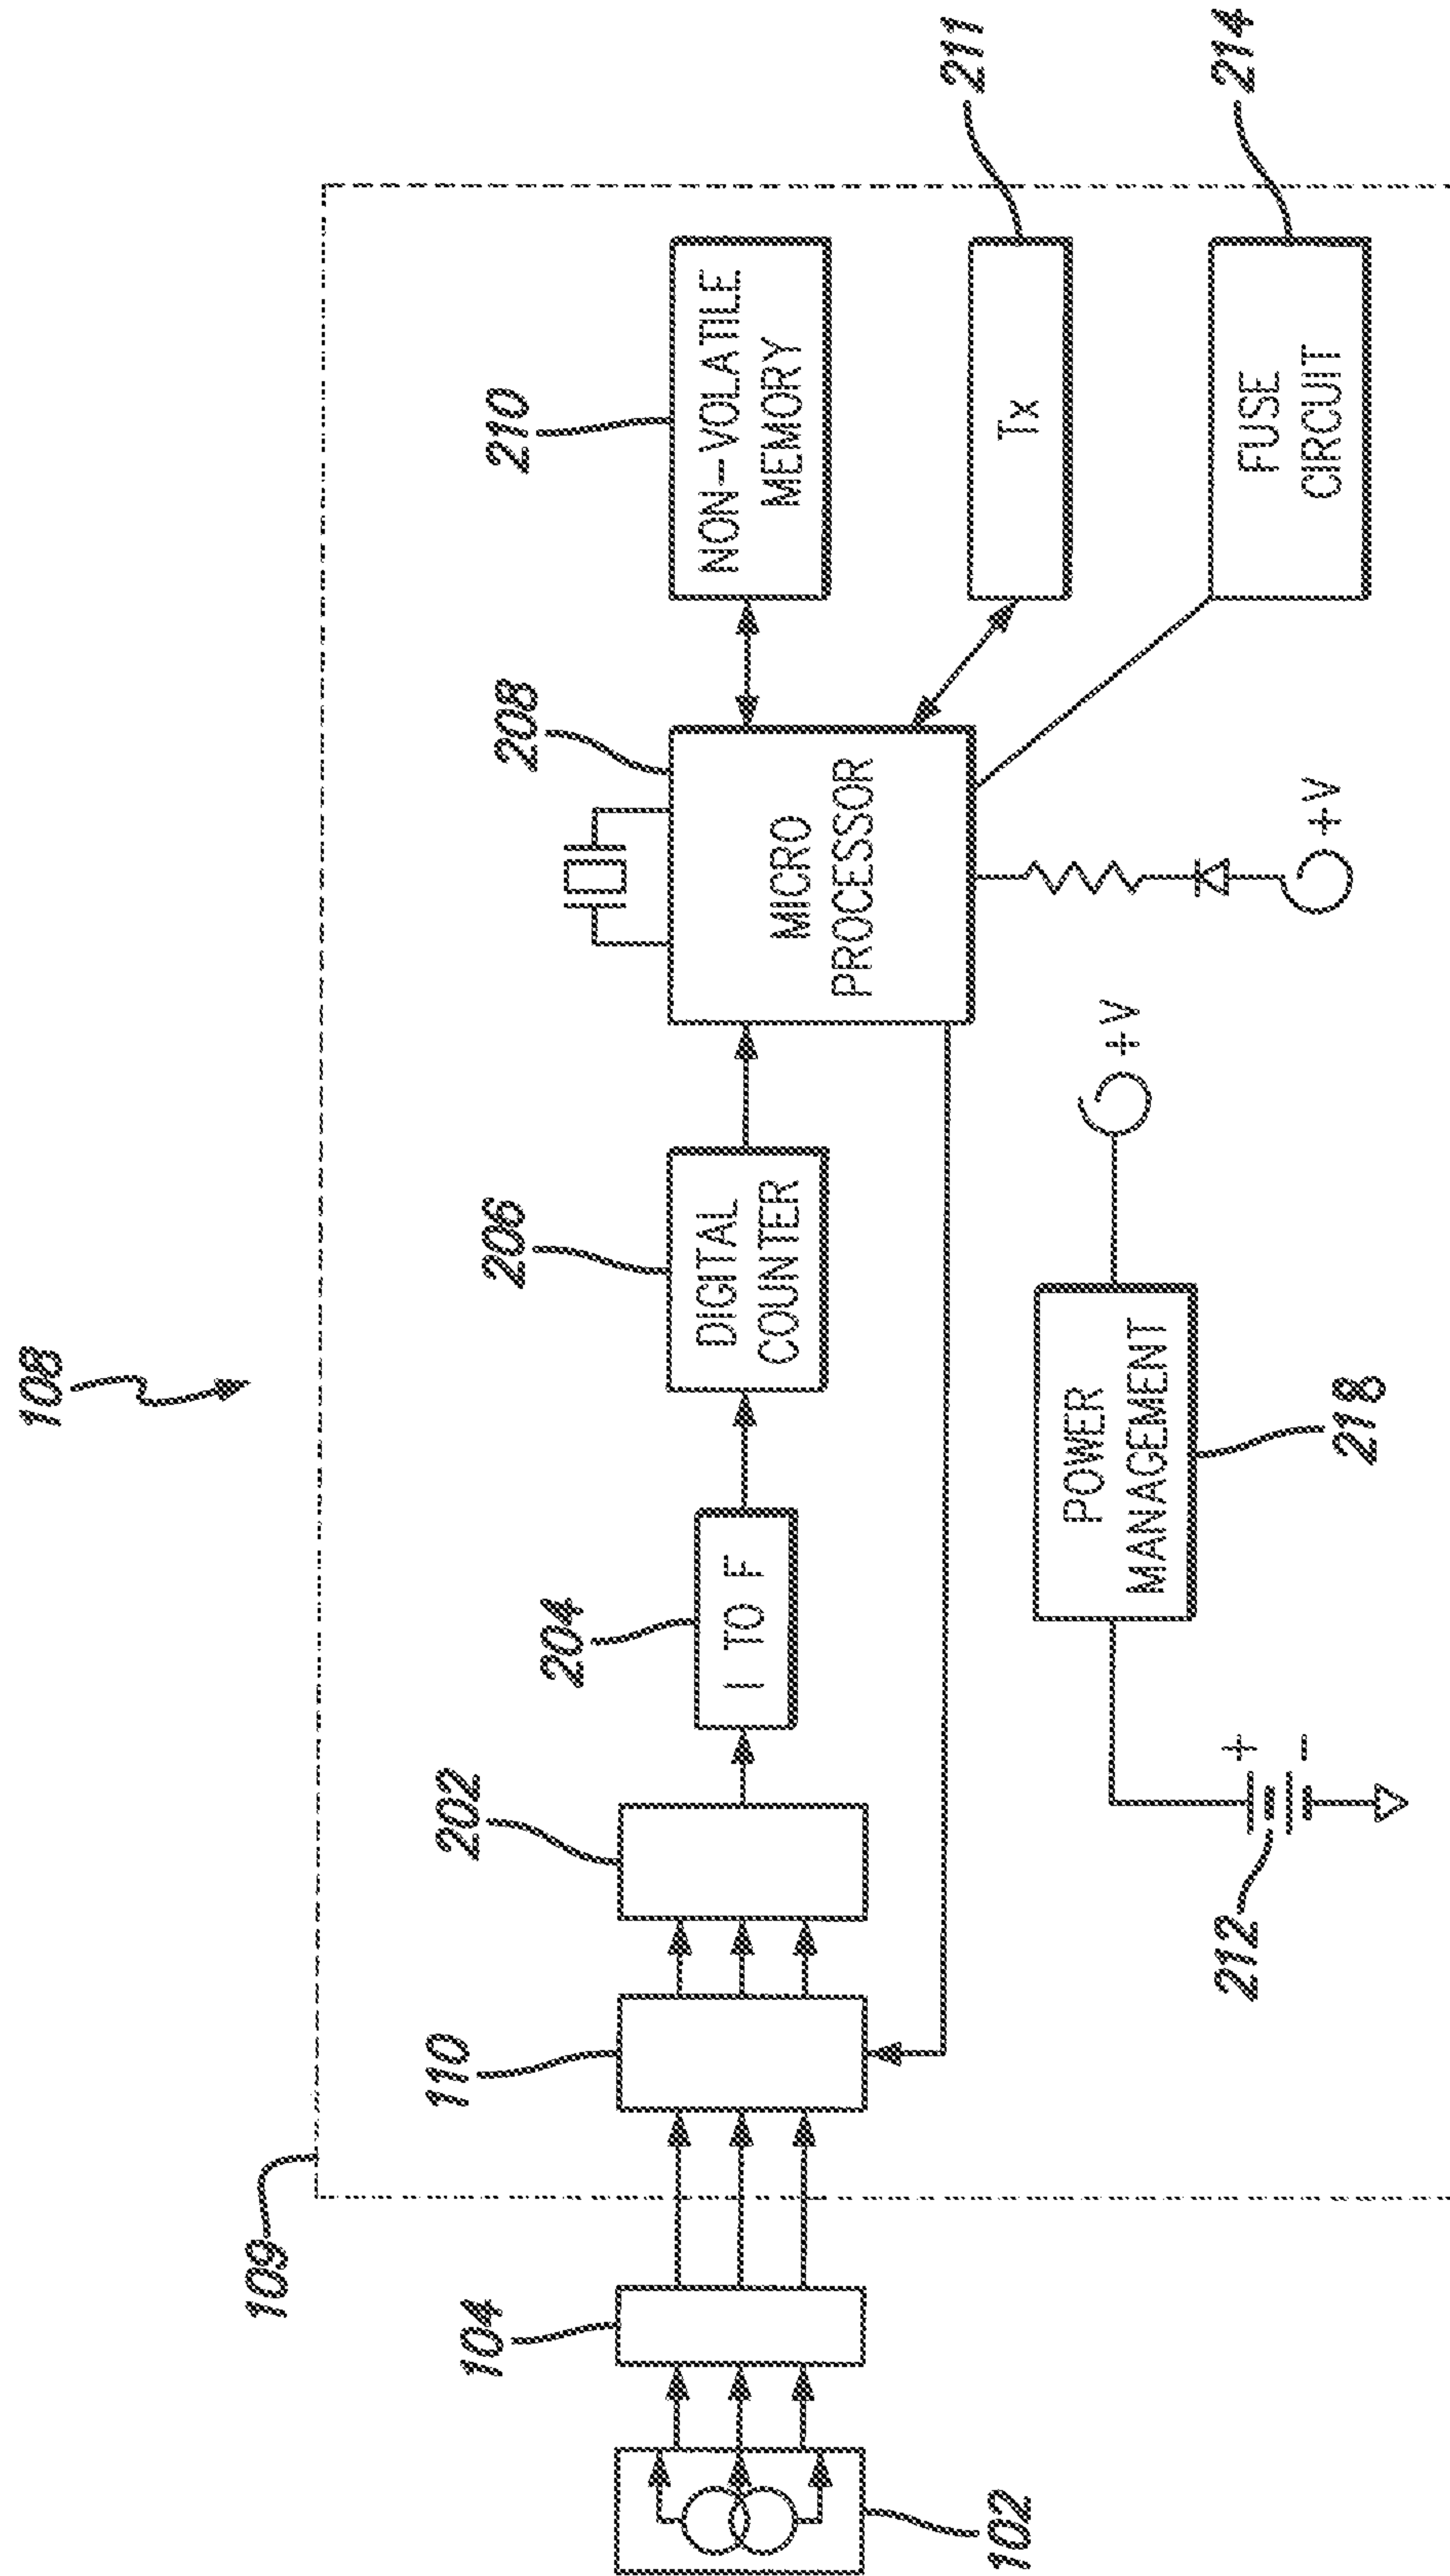 108
109
102
104
110
202
204
I TO F
206
DIGITAL
COUNTER
208
MICRO
PROCESSOR
210
NON-VOLATILE
MEMORY
211
Tx
214
FUSE
CIRCUIT
+V
+V
218
POWER
MANAGEMENT
212
+
-